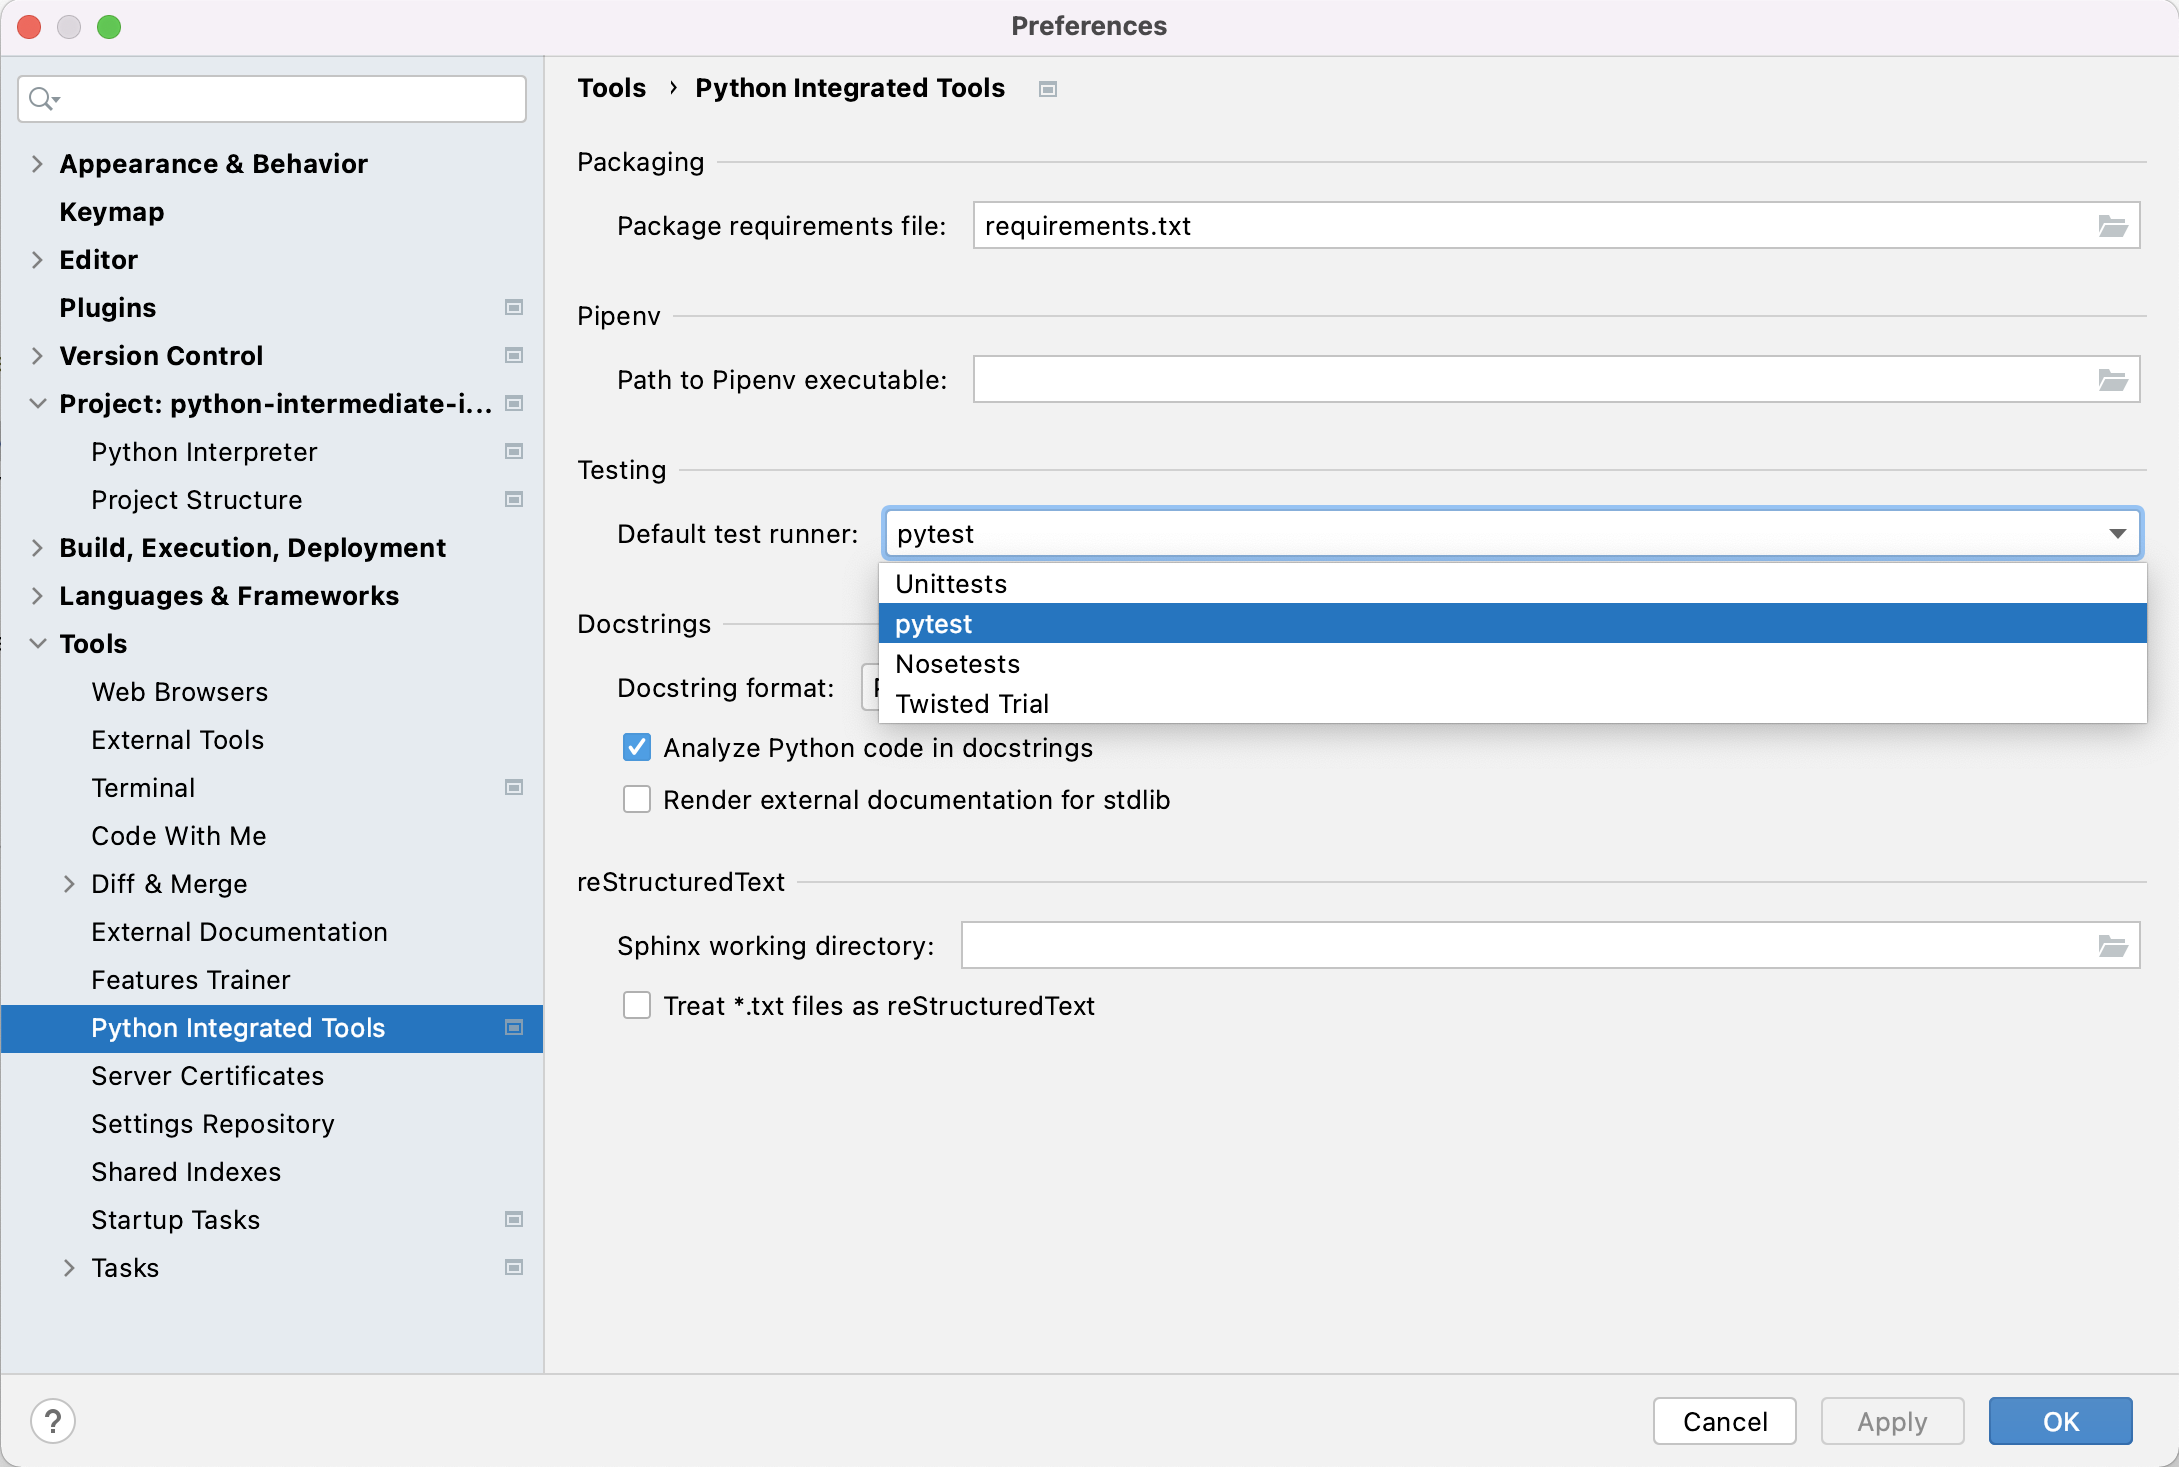 Preferences
Appearance & Behavior
Keymap
Editor
Plugins
Version Control
Project: python-intermediate-i...
Python Interpreter
Project Structure
Build, Execution, Deployment
Languages & Frameworks
Tools
Web Browsers
External Tools
Terminal
Code With Me
Diff & Merge
External Documentation
Features Trainer
Python Integrated Tools
Server Certificates
Settings Repository
Shared Indexes
Startup Tasks
Tasks
Tools › Python Integrated Tools
Packaging
Package requirements file: requirements.txt
Pipenv
Path to Pipenv executable:
Testing
Default test runner: pytest
Unittests
pytest
Nosetests
Twisted Trial
Docstrings
Docstring format:
Analyze Python code in docstrings
Render external documentation for stdlib
reStructuredText
Sphinx working directory:
Treat *.txt files as reStructuredText
?
Cancel
Apply
OK